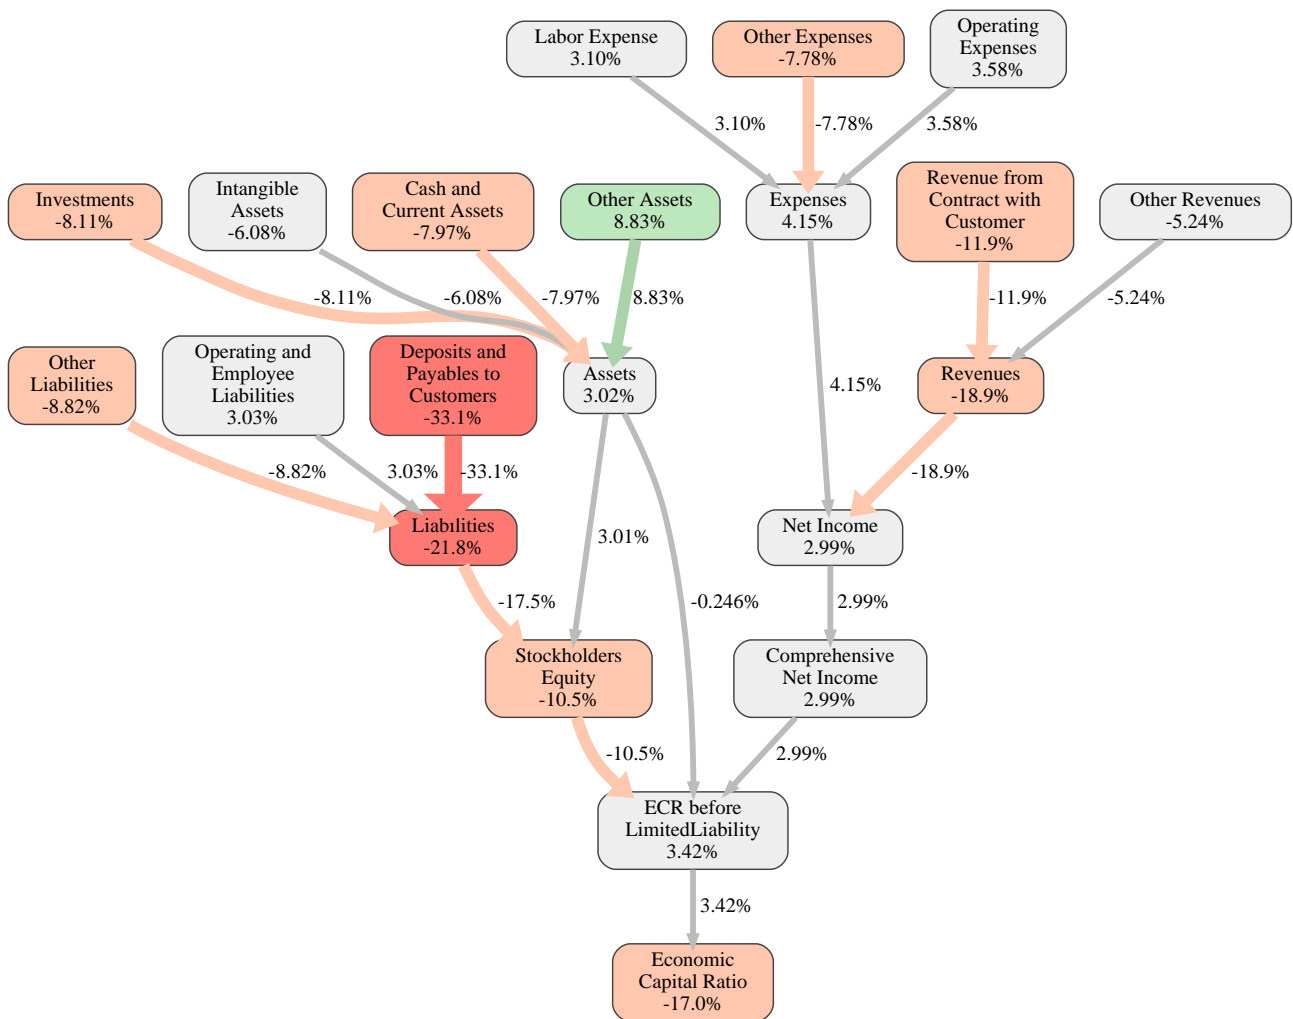 Labor Expense
3.10%
Other Expenses
-7.78%
Operating
Expenses
3.58%
3.10%
-7.78%
3.58%
Investments
-8.11%
Intangible
Assets
-6.08%
Cash and
Current Assets
-7.97%
Other Assets
8.83%
Expenses
4.15%
Revenue from
Contract with
Customer
-11.9%
Other Revenues
-5.24%
-8.11%
-6.08%
-7.97%
8.83%
-11.9%
-5.24%
Other
Liabilities
-8.82%
Operating and
Employee
Liabilities
3.03%
Deposits and
Payables to
Customers
-33.1%
Assets
3.02%
4.15%
Revenues
-18.9%
-8.82%
3.03%
-33.1%
-18.9%
Liabilities
-21.8%
3.01%
Net Income
2.99%
-17.5%
-0.246%
2.99%
Stockholders
Equity
-10.5%
Comprehensive
Net Income
2.99%
-10.5%
2.99%
ECR before
LimitedLiability
3.42%
3.42%
Economic
Capital Ratio
-17.0%